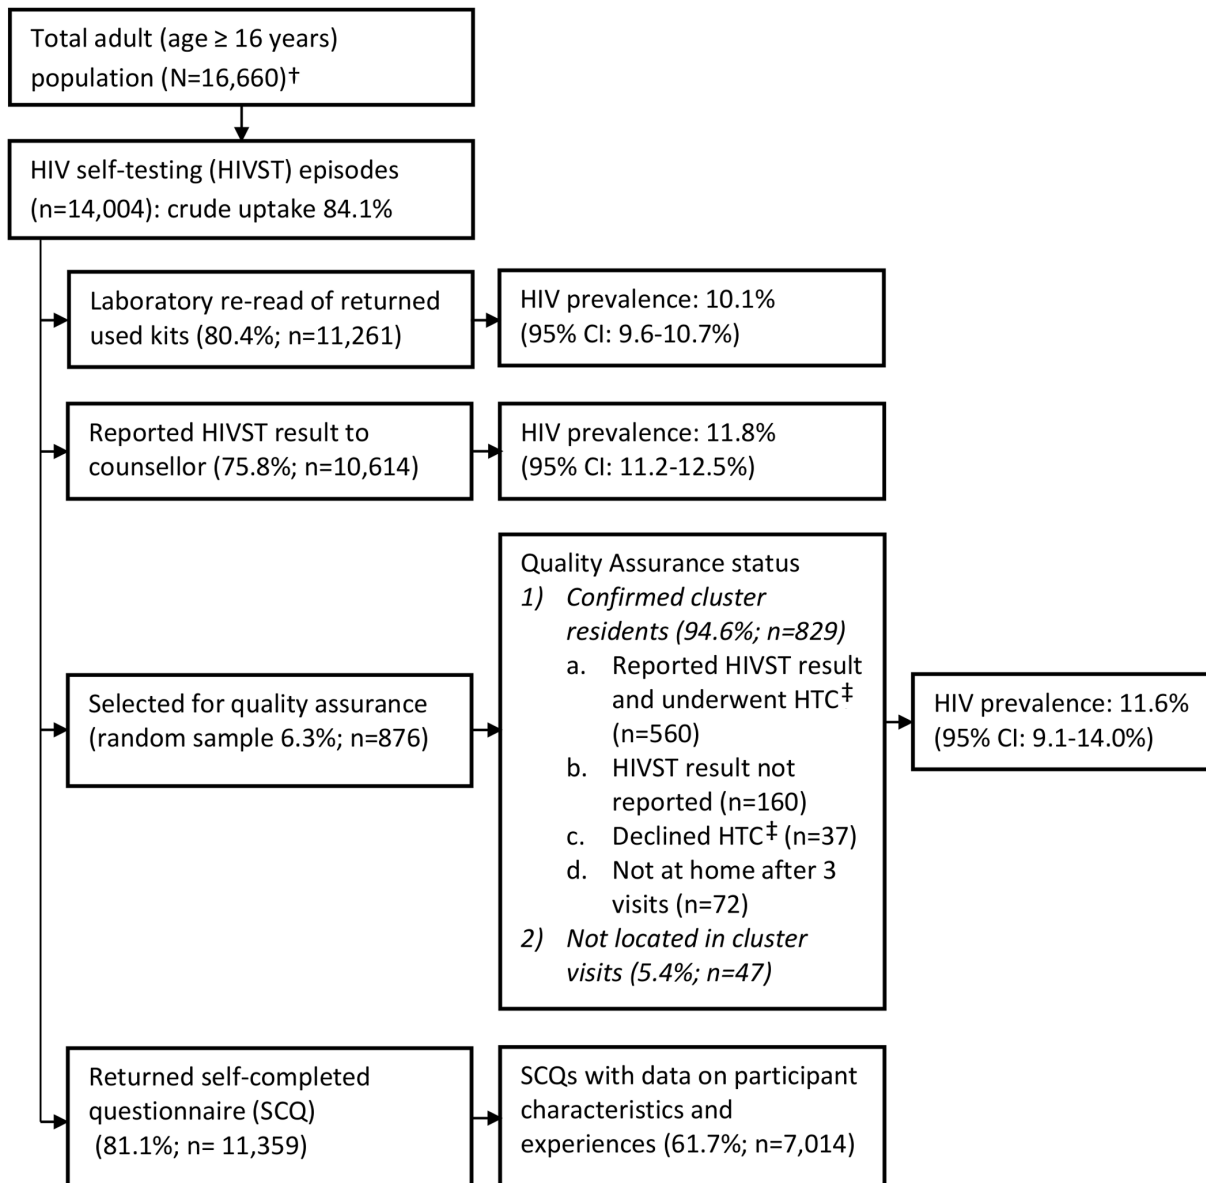 Total adult (age ≥ 16 years)
population (N=16,660)†
HIV self-testing (HIVST) episodes
(n=14,004): crude uptake 84.1%
Laboratory re-read of returned
used kits (80.4%; n=11,261)
HIV prevalence: 10.1%
(95% CI: 9.6-10.7%)
Reported HIVST result to
counsellor (75.8%; n=10,614)
HIV prevalence: 11.8%
(95% CI: 11.2-12.5%)
Selected for quality assurance
(random sample 6.3%; n=876)
Quality Assurance status
1) Confirmed cluster
residents (94.6%; n=829)
a. Reported HIVST result
and underwent HTC‡
(n=560)
b. HIVST result not
reported (n=160)
c. Declined HTC‡ (n=37)
d. Not at home after 3
visits (n=72)
2) Not located in cluster
visits (5.4%; n=47)
HIV prevalence: 11.6%
(95% CI: 9.1-14.0%)
Returned self-completed
questionnaire (SCQ)
(81.1%; n= 11,359)
SCQs with data on participant
characteristics and
experiences (61.7%; n=7,014)